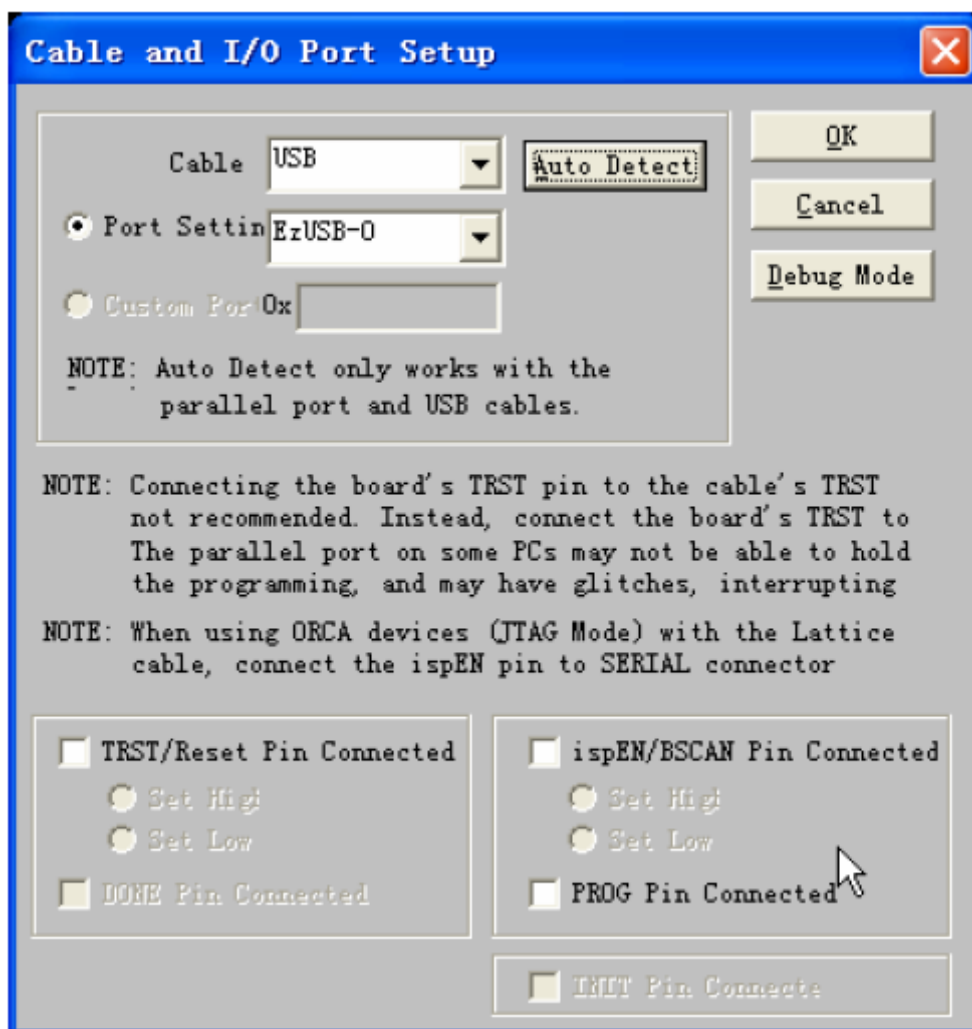 Cable and I/O Port Setup
Cable USB Auto Detect
OK
Port Settin EzUSB-0
Cancel
Custom Por 0x
Debug Mode
NOTE: Auto Detect only works with the
parallel port and USB cables.
NOTE: Connecting the board's TRST pin to the cable's TRST
not recommended. Instead, connect the board's TRST to
The parallel port on some PCs may not be able to hold
the programming, and may have glitches, interrupting
NOTE: When using ORCA devices (JTAG Mode) with the Lattice
cable, connect the ispEN pin to SERIAL connector
TRST/Reset Pin Connected
Set High
Set Low
DONE Pin Connected
ispEN/BSCAN Pin Connected
Set High
Set Low
PROG Pin Connected
INIT Pin Connecte